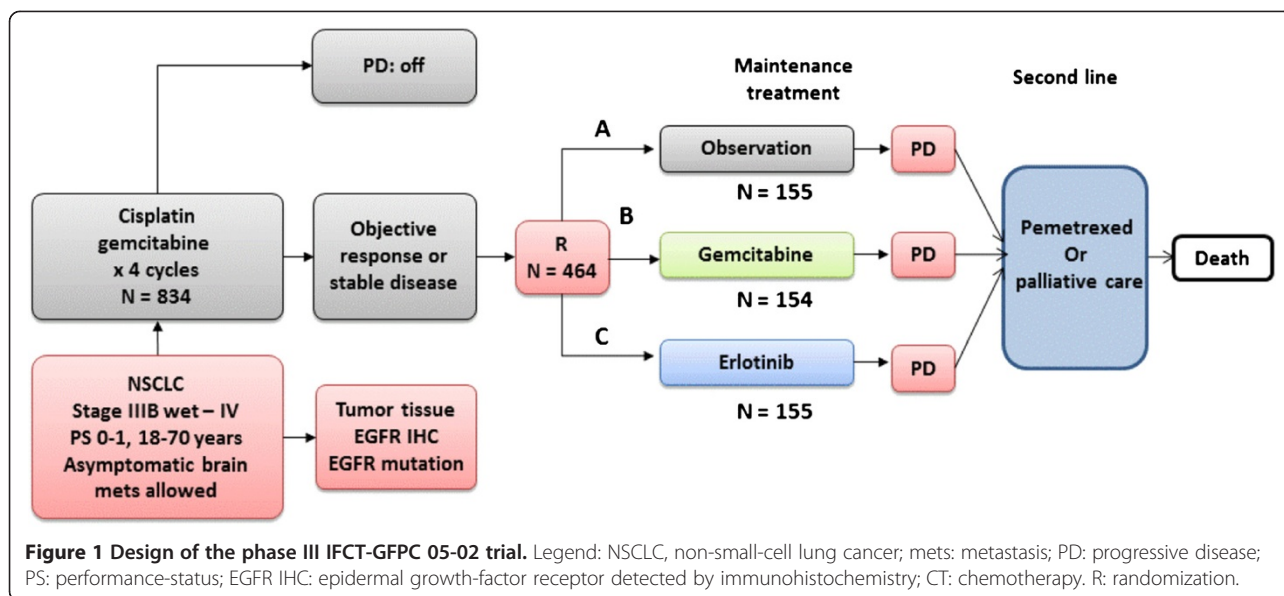 PD: off
Maintenance
treatment
Second line
A
Observation
PD
N = 155
Cisplatin
gemcitabine
x 4 cycles
N = 834
Objective
response or
stable disease
R
N = 464
B
Gemcitabine
PD
N = 154
Pemetrexed
Or
palliative care
Death
C
Erlotinib
PD
N = 155
NSCLC
Stage IIIB wet – IV
PS 0-1, 18-70 years
Asymptomatic brain
mets allowed
Tumor tissue
EGFR IHC
EGFR mutation
Figure 1 Design of the phase III IFCT-GFPC 05-02 trial. Legend: NSCLC, non-small-cell lung cancer; mets: metastasis; PD: progressive disease;
PS: performance-status; EGFR IHC: epidermal growth-factor receptor detected by immunohistochemistry; CT: chemotherapy. R: randomization.